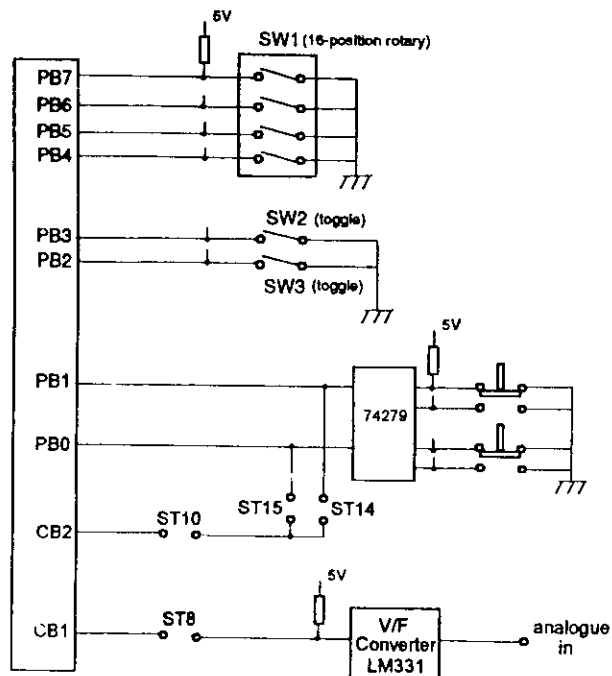 5V
SW1 (16-position rotary)
PB7
PB6
PB5
PB4
SW2 (toggle)
PB3
PB2
SW3 (toggle)
5V
PB1
74279
PB0
ST15
ST14
ST10
CB2
5V
ST8
CB1
V/F
Converter
LM331
analogue
in